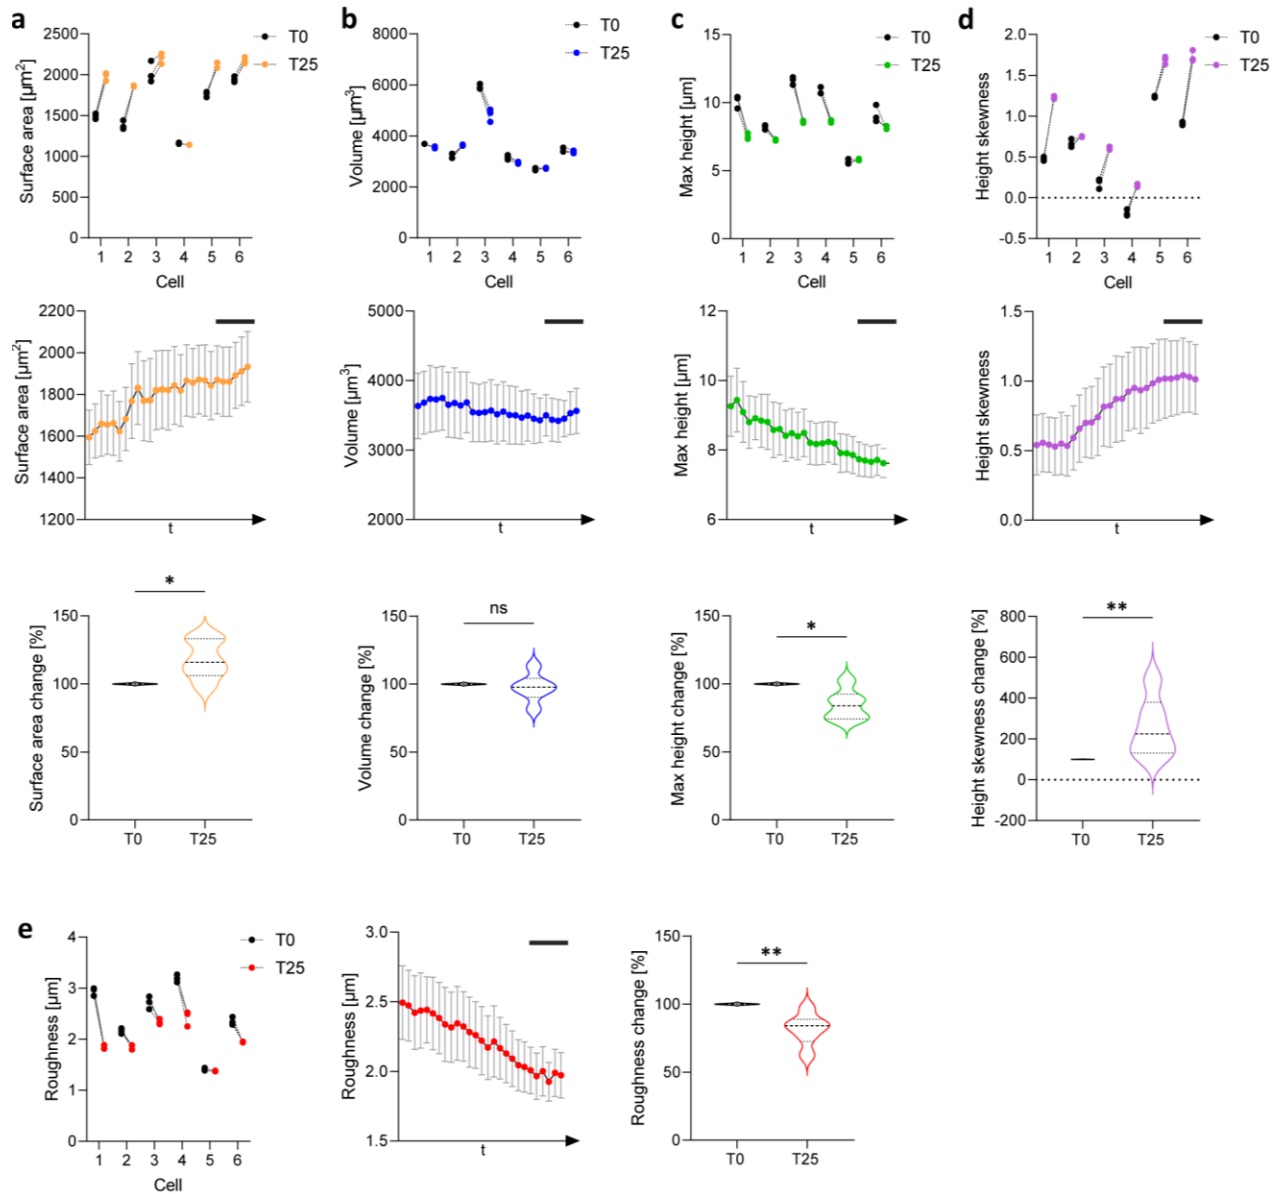 a
Surface area [µm²]
2500
2000
1500
1000
500
0
1 2 3 4 5 6
Cell
T0
T25
b
Volume [µm³]
8000
6000
4000
2000
0
1 2 3 4 5 6
Cell
T0
T25
c
Max height [µm]
15
10
5
0
1 2 3 4 5 6
Cell
T0
T25
d
Height skewness
2.0
1.5
1.0
0.5
0.0
-0.5
1 2 3 4 5 6
Cell
T0
T25
Surface area [µm²]
2200
2000
1800
1600
1400
1200
t
Volume [µm³]
5000
4000
3000
2000
t
Max height [µm]
12
10
8
6
t
Height skewness
1.5
1.0
0.5
0.0
t
Surface area change [%]
150
100
50
0
*
T0 T25
Volume change [%]
150
100
50
0
ns
T0 T25
Max height change [%]
150
100
50
0
*
T0 T25
Height skewness change [%]
800
600
400
200
0
-200
**
T0 T25
e
Roughness [µm]
4
3
2
1
0
1 2 3 4 5 6
Cell
T0
T25
Roughness [µm]
3.0
2.5
2.0
1.5
t
Roughness change [%]
150
100
50
0
**
T0 T25